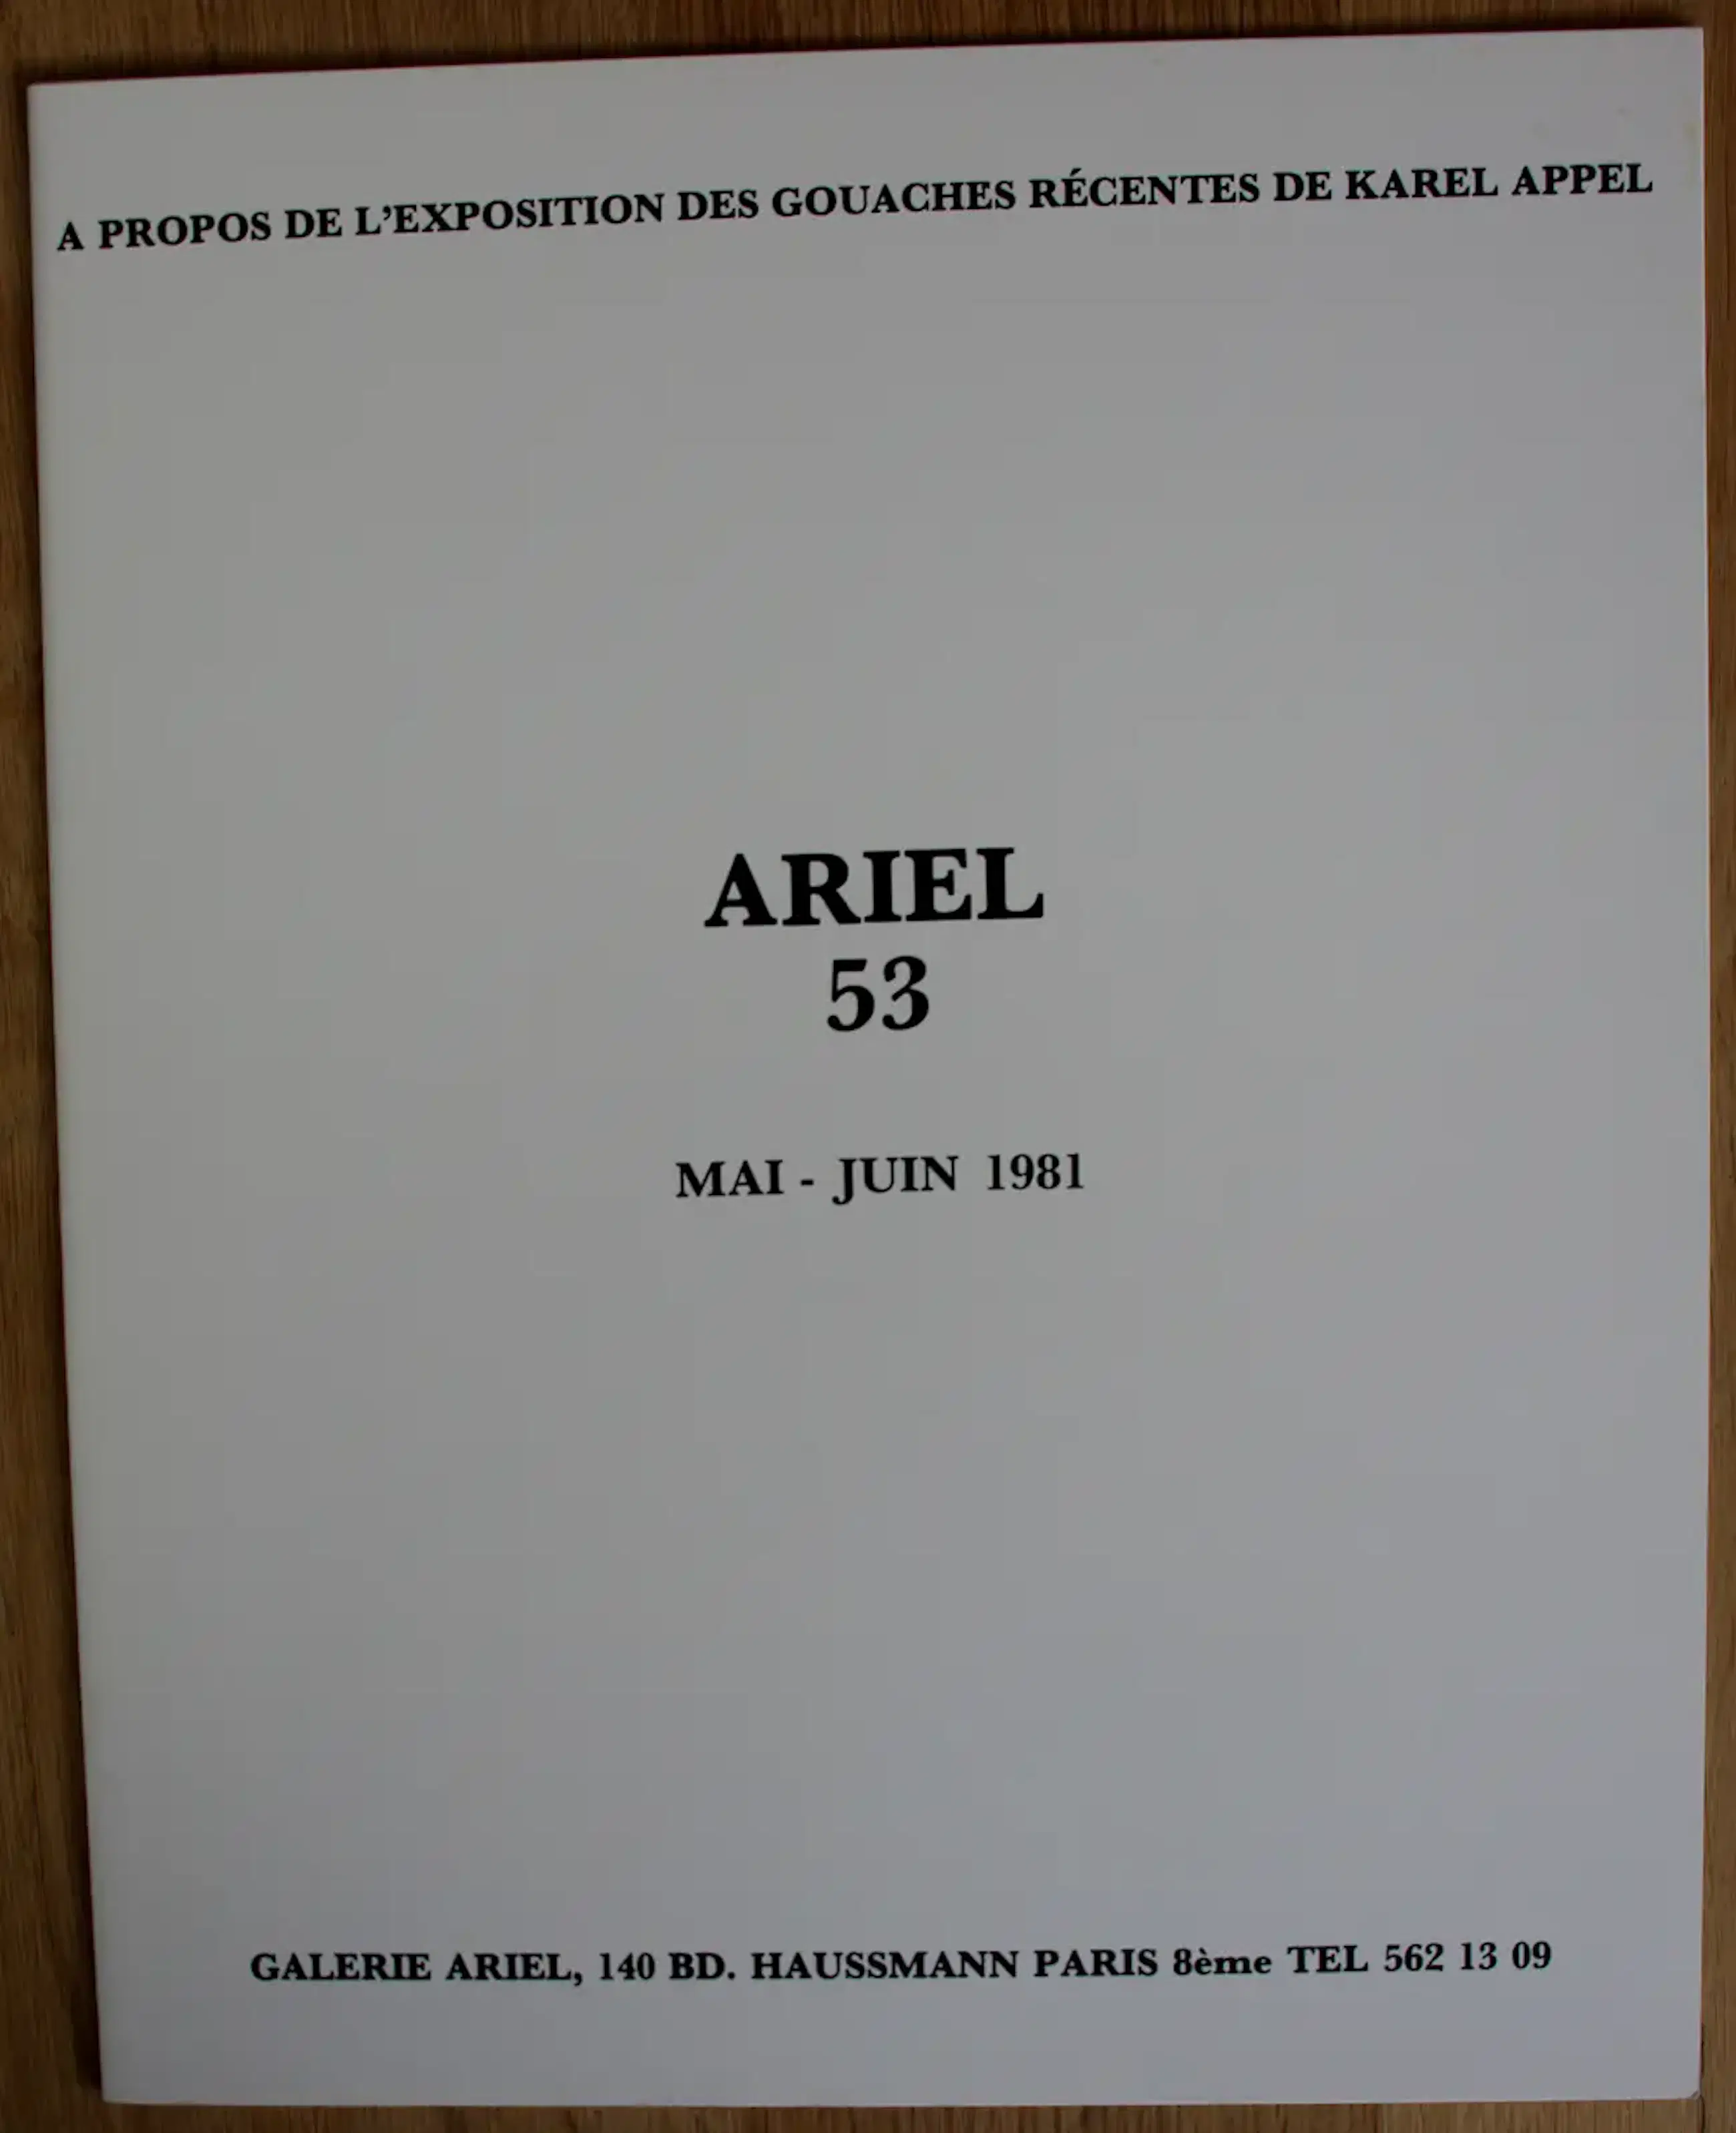 A PROPOS DE L'EXPOSITION DES GOUACHES RÉCENTES DE KAREL APPEL
ARIEL
53
MAI - JUIN 1981
GALERIE ARIEL, 140 BD. HAUSSMANN PARIS 8ème TEL 562 13 09